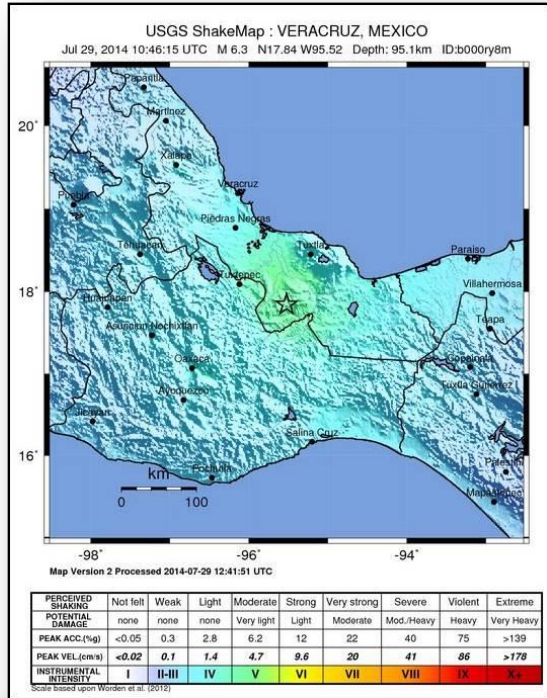 USGS ShakeMap : VERACRUZ, MEXICO
Jul 29, 2014 10:46:15 UTC M 6.3 N17.84 W95.52 Depth: 95.1km ID:b000ry8m
Papantla
20°
20°
Martinez
Xalapa
Veracruz
Puebla
Piedras Negras
Tehuacan
Tuxtla
Paraiso
Tuxtepec
18°
18°
Villahermosa
Huajuapan
Teapa
Asuncion Nochixtlan
Oaxaca
Copainala
Tuxtla Gutierrez
Ayoquezco
Jicayan
Salina Cruz
16°
16°
km
Pochutla
0 100
Mapastepec
-98°
-96°
-94°
Map Version 2 Processed 2014-07-29 12:41:51 UTC
PERCEIVED SHAKING Not felt Weak Light Moderate Strong Very strong Severe Violent Extreme
POTENTIAL DAMAGE none none none Very light Light Moderate Mod./Heavy Heavy Very Heavy
PEAK ACC.(%g) <0.05 0.3 2.8 6.2 12 22 40 75 >139
PEAK VEL.(cm/s) <0.02 0.1 1.4 4.7 9.6 20 41 86 >178
INSTRUMENTAL INTENSITY I II-III IV V VI VII VIII IX X+
Scale based upon Worden et al. (2012)